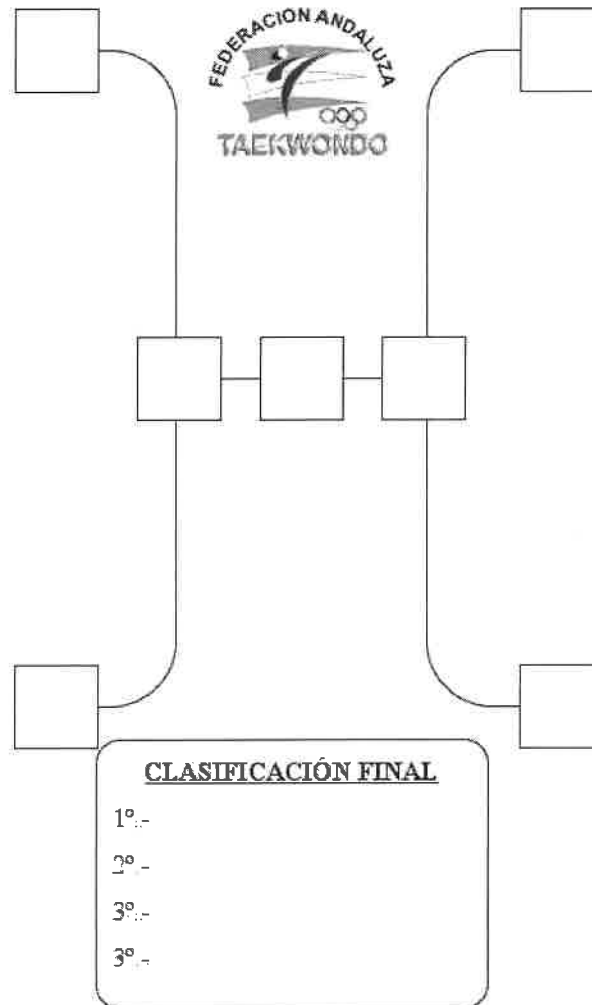 FEDERACION ANDALUZA
TAEKWONDO
CLASIFICACIÓN FINAL
1º.-
2º.-
3º.-
3º.-